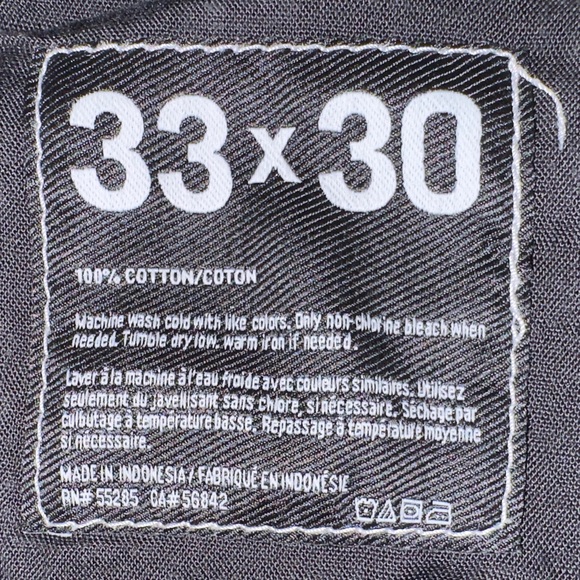 33 x 30
100% COTTON/COTON
Machine wash cold with like colors. Only non-chlorine bleach when
needed. Tumble dry low. warm iron if needed.
Laver à la machine à l'eau froide avec couleurs similaires. Utilisez
seulement du javellisant sans chlore, si nécessaire. Séchage par
culbutage à température basse. Repassage à température moyenne
si nécessaire.
MADE IN INDONESIA/FABRIQUÉ EN INDONÉSIE
RN# 55285 CA# 56842